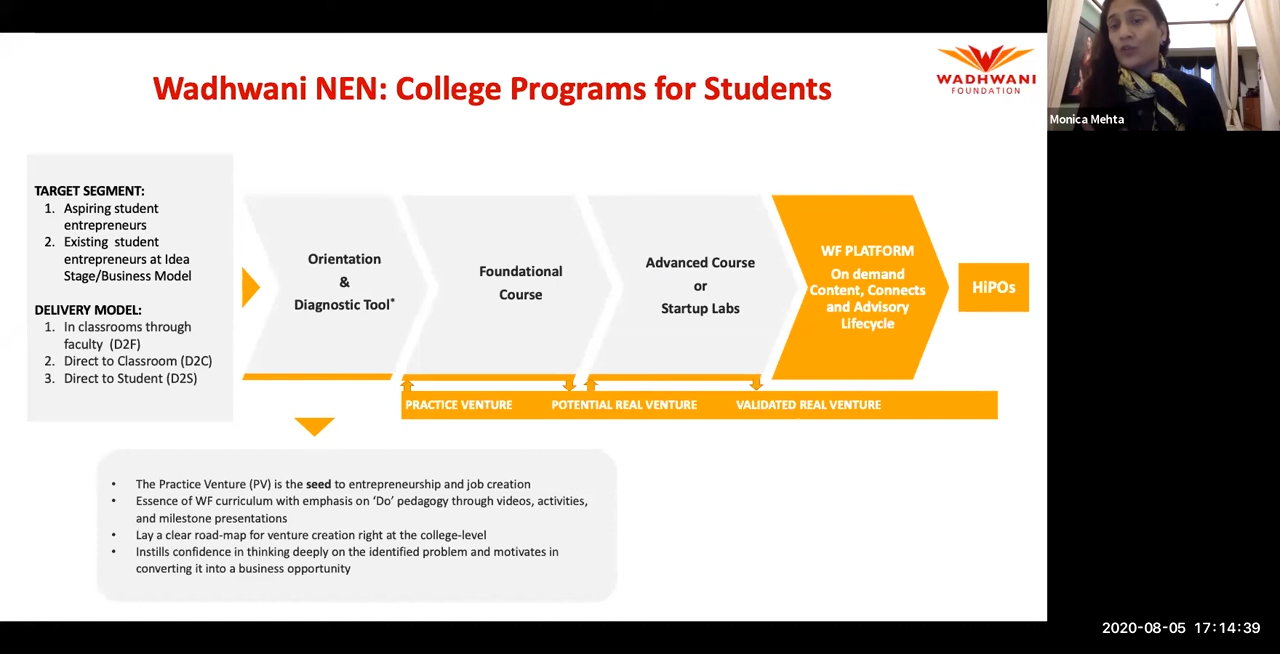 Wadhwani NEN: College Programs for Students
WADHWANI
FOUNDATION
Monica Mehta
TARGET SEGMENT:
1. Aspiring student
entrepreneurs
2. Existing student
entrepreneurs at Idea
Stage/Business Model
DELIVERY MODEL:
1. In classrooms through
faculty (D2F)
2. Direct to Classroom (D2C)
3. Direct to Student (D2S)
Orientation
&
Diagnostic Tool*
Foundational
Course
Advanced Course
or
Startup Labs
WF PLATFORM
On demand
Content, Connects
and Advisory
Lifecycle
HiPOs
PRACTICE VENTURE
POTENTIAL REAL VENTURE
VALIDATED REAL VENTURE
• The Practice Venture (PV) is the seed to entrepreneurship and job creation
• Essence of WF curriculum with emphasis on ‘Do’ pedagogy through videos, activities,
and milestone presentations
• Lay a clear road-map for venture creation right at the college-level
• Instills confidence in thinking deeply on the identified problem and motivates in
converting it into a business opportunity
2020-08-05 17:14:39